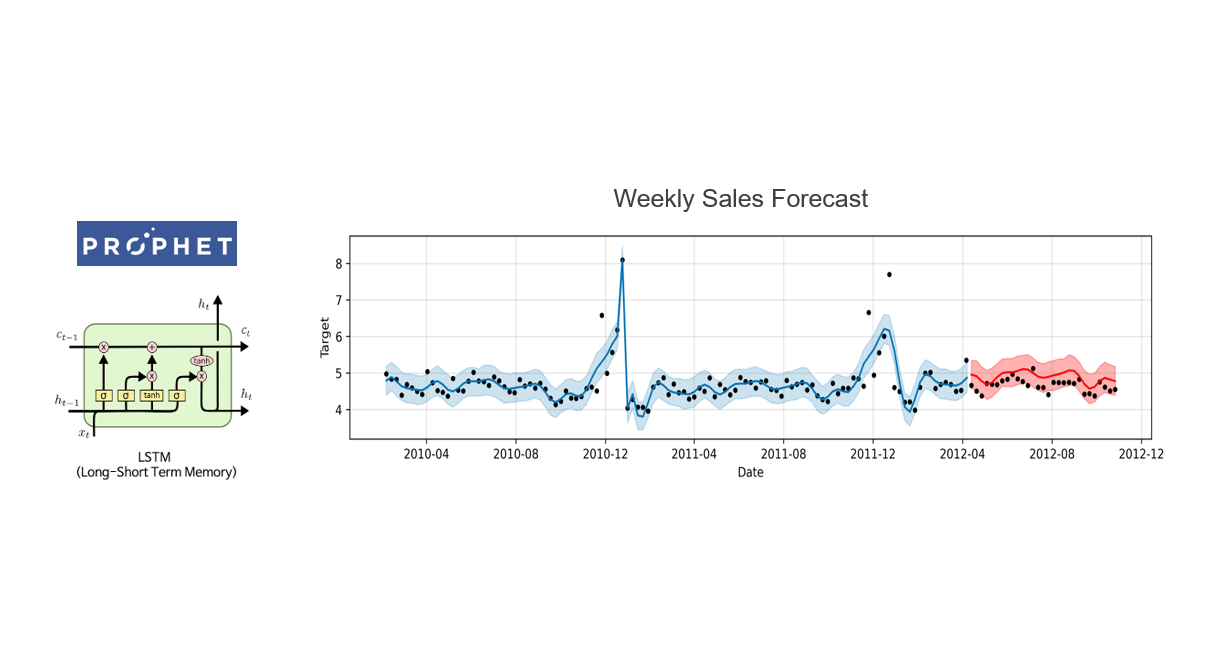 Weekly Sales Forecast
PROPHET
h_t
c_{t-1}
c_t
x
+
tanh
x
x
σ
σ
tanh
σ
h_{t-1}
h_t
x_t
LSTM
(Long-Short Term Memory)
Target
8
7
6
5
4
2010-04 2010-08 2010-12 2011-04 2011-08 2011-12 2012-04 2012-08 2012-12
Date